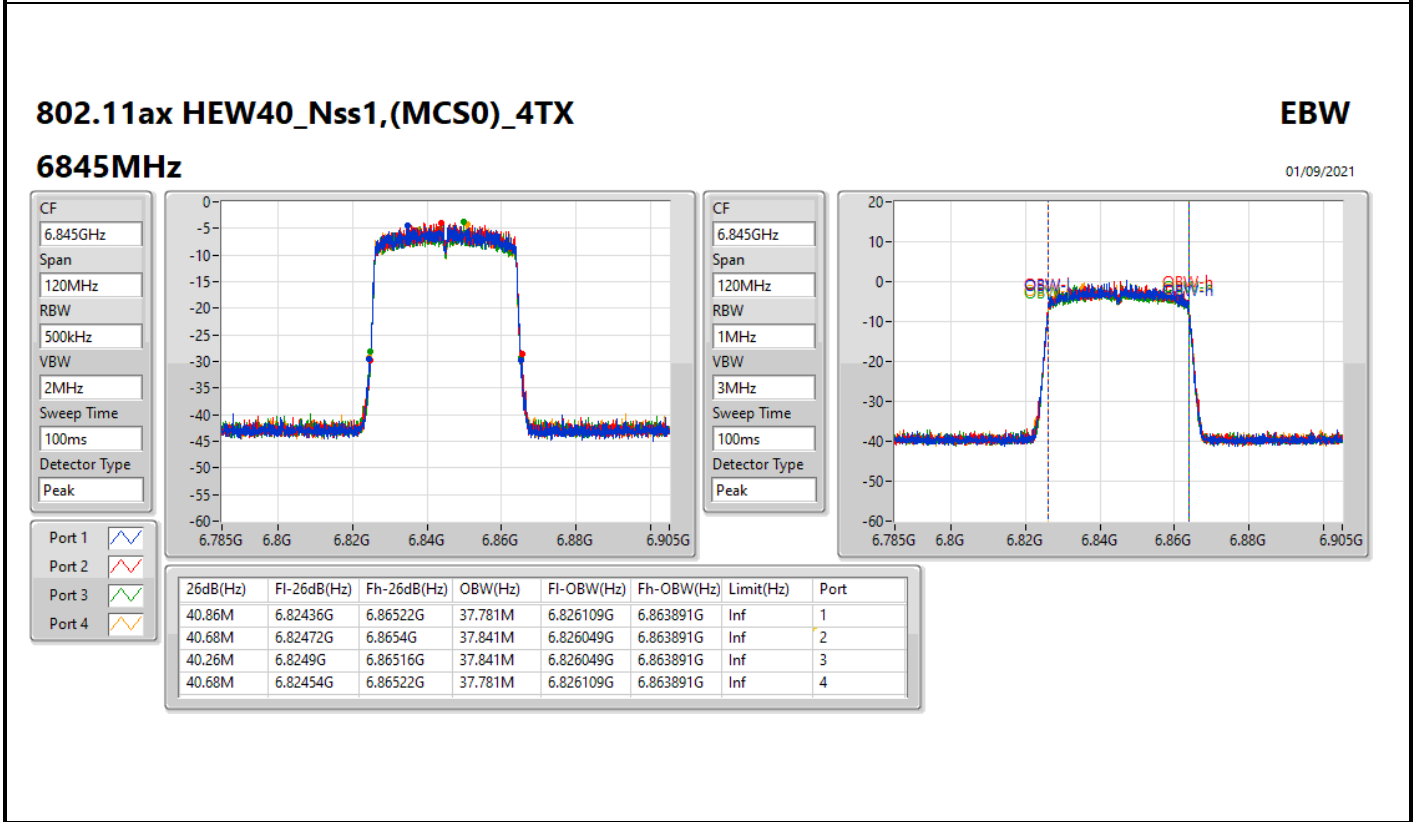 802.11ax HEW40_Nss1,(MCS0)_4TX EBW
6845MHz 01/09/2021
CF
6.845GHz
Span
120MHz
RBW
500kHz
VBW
2MHz
Sweep Time
100ms
Detector Type
Peak
0-
-5-
-10-
-15-
-20-
-25-
-30-
-35-
-40-
-45-
-50-
-55-
-60-
6.785G 6.8G 6.82G 6.84G 6.86G 6.88G 6.905G
CF
6.845GHz
Span
120MHz
RBW
1MHz
VBW
3MHz
Sweep Time
100ms
Detector Type
Peak
20-
10-
0-
-10-
-20-
-30-
-40-
-50-
-60-
OBW-h
6.785G 6.8G 6.82G 6.84G 6.86G 6.88G 6.905G
Port 1
Port 2
Port 3
Port 4
26dB(Hz) Fl-26dB(Hz) Fh-26dB(Hz) OBW(Hz) Fl-OBW(Hz) Fh-OBW(Hz) Limit(Hz) Port
40.86M 6.82436G 6.86522G 37.781M 6.826109G 6.863891G Inf 1
40.68M 6.82472G 6.8654G 37.841M 6.826049G 6.863891G Inf 2
40.26M 6.8249G 6.86516G 37.841M 6.826049G 6.863891G Inf 3
40.68M 6.82454G 6.86522G 37.781M 6.826109G 6.863891G Inf 4